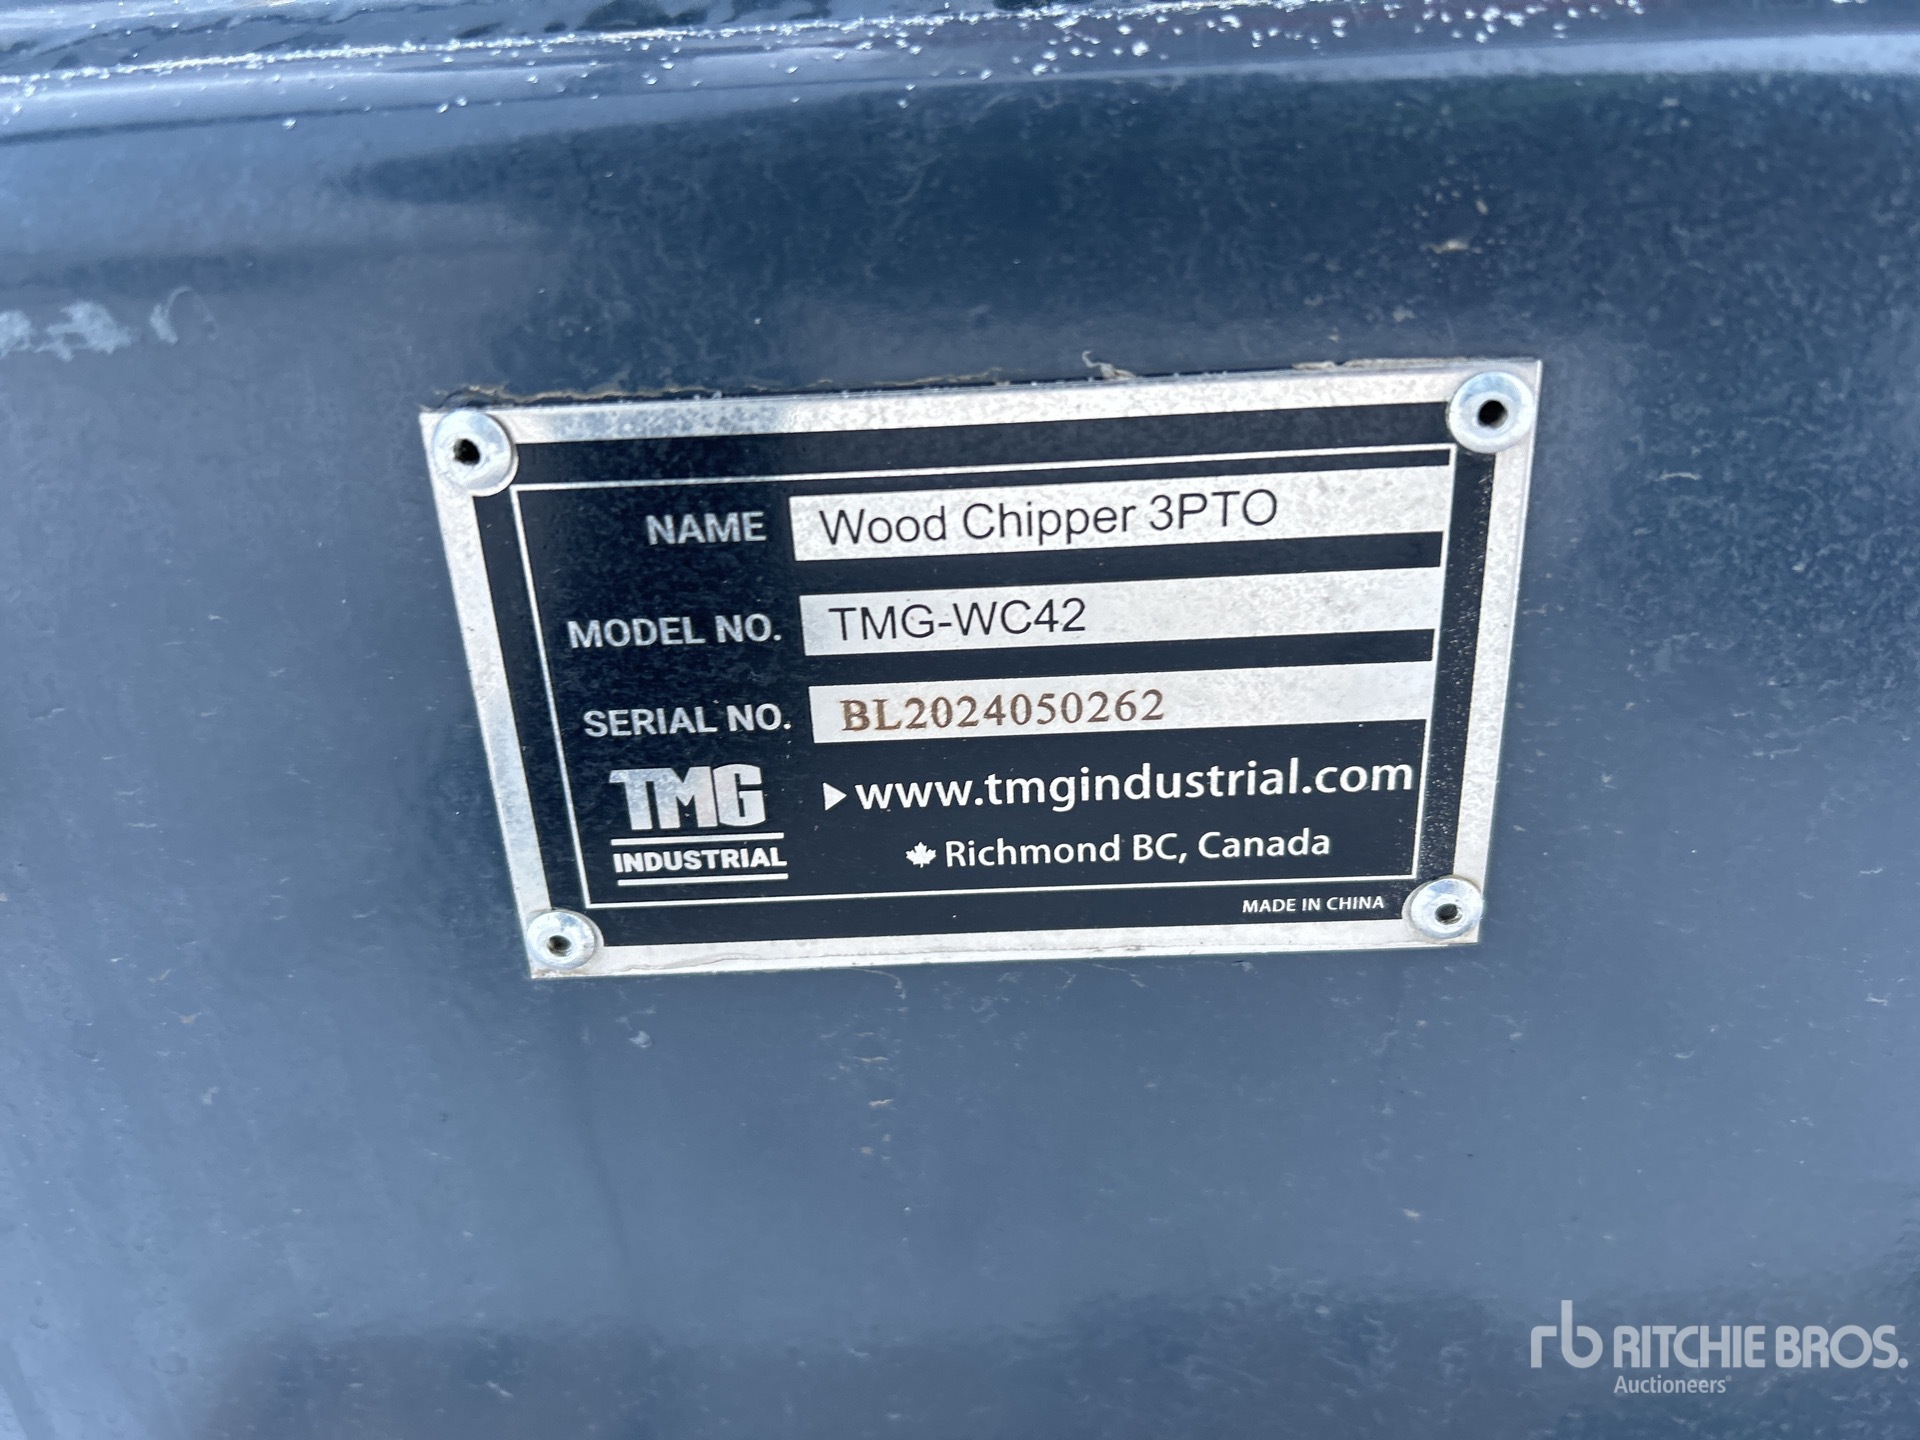 NAME Wood Chipper 3PTO
MODEL NO. TMG-WC42
SERIAL NO. BL2024050262
TMG
INDUSTRIAL
www.tmgindustrial.com
Richmond BC, Canada
MADE IN CHINA
rb RITCHIE BROS.
Auctioneers